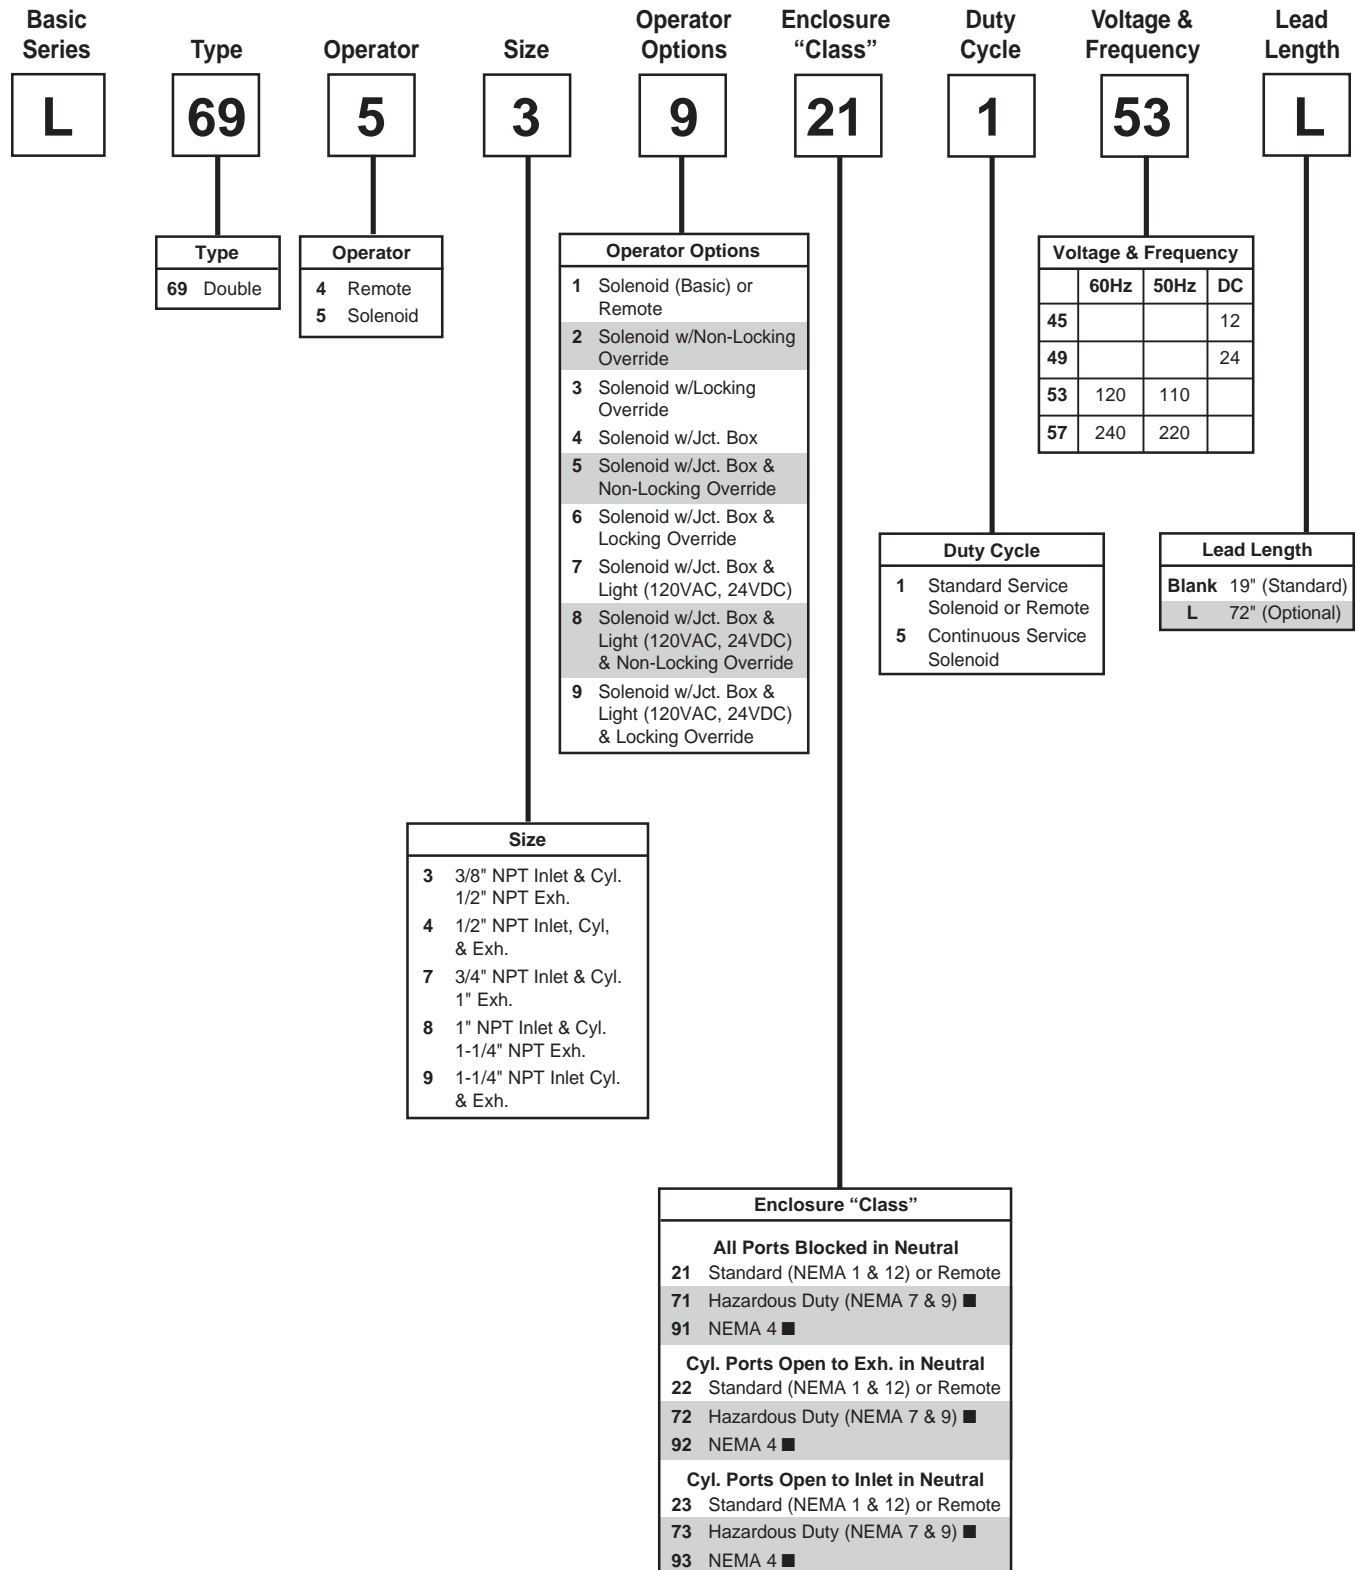 Basic Series
Type
Operator
Size
Operator Options
Enclosure “Class”
Duty Cycle
Voltage & Frequency
Lead Length
L
69
5
3
9
21
1
53
L
Type
69 Double
Operator
4 Remote
5 Solenoid
Operator Options
1 Solenoid (Basic) or
Remote
2 Solenoid w/Non-Locking
Override
3 Solenoid w/Locking
Override
4 Solenoid w/Jct. Box
5 Solenoid w/Jct. Box &
Non-Locking Override
6 Solenoid w/Jct. Box &
Locking Override
7 Solenoid w/Jct. Box &
Light (120VAC, 24VDC)
8 Solenoid w/Jct. Box &
Light (120VAC, 24VDC)
& Non-Locking Override
9 Solenoid w/Jct. Box &
Light (120VAC, 24VDC)
& Locking Override
Voltage & Frequency
60Hz 50Hz DC
45 12
49 24
53 120 110
57 240 220
Duty Cycle
1 Standard Service
Solenoid or Remote
5 Continuous Service
Solenoid
Lead Length
Blank 19" (Standard)
L 72" (Optional)
Size
3 3/8" NPT Inlet & Cyl.
1/2" NPT Exh.
4 1/2" NPT Inlet, Cyl,
& Exh.
7 3/4" NPT Inlet & Cyl.
1" Exh.
8 1" NPT Inlet & Cyl.
1-1/4" NPT Exh.
9 1-1/4" NPT Inlet Cyl.
& Exh.
Enclosure “Class”
All Ports Blocked in Neutral
21 Standard (NEMA 1 & 12) or Remote
71 Hazardous Duty (NEMA 7 & 9) ■
91 NEMA 4 ■
Cyl. Ports Open to Exh. in Neutral
22 Standard (NEMA 1 & 12) or Remote
72 Hazardous Duty (NEMA 7 & 9) ■
92 NEMA 4 ■
Cyl. Ports Open to Inlet in Neutral
23 Standard (NEMA 1 & 12) or Remote
73 Hazardous Duty (NEMA 7 & 9) ■
93 NEMA 4 ■